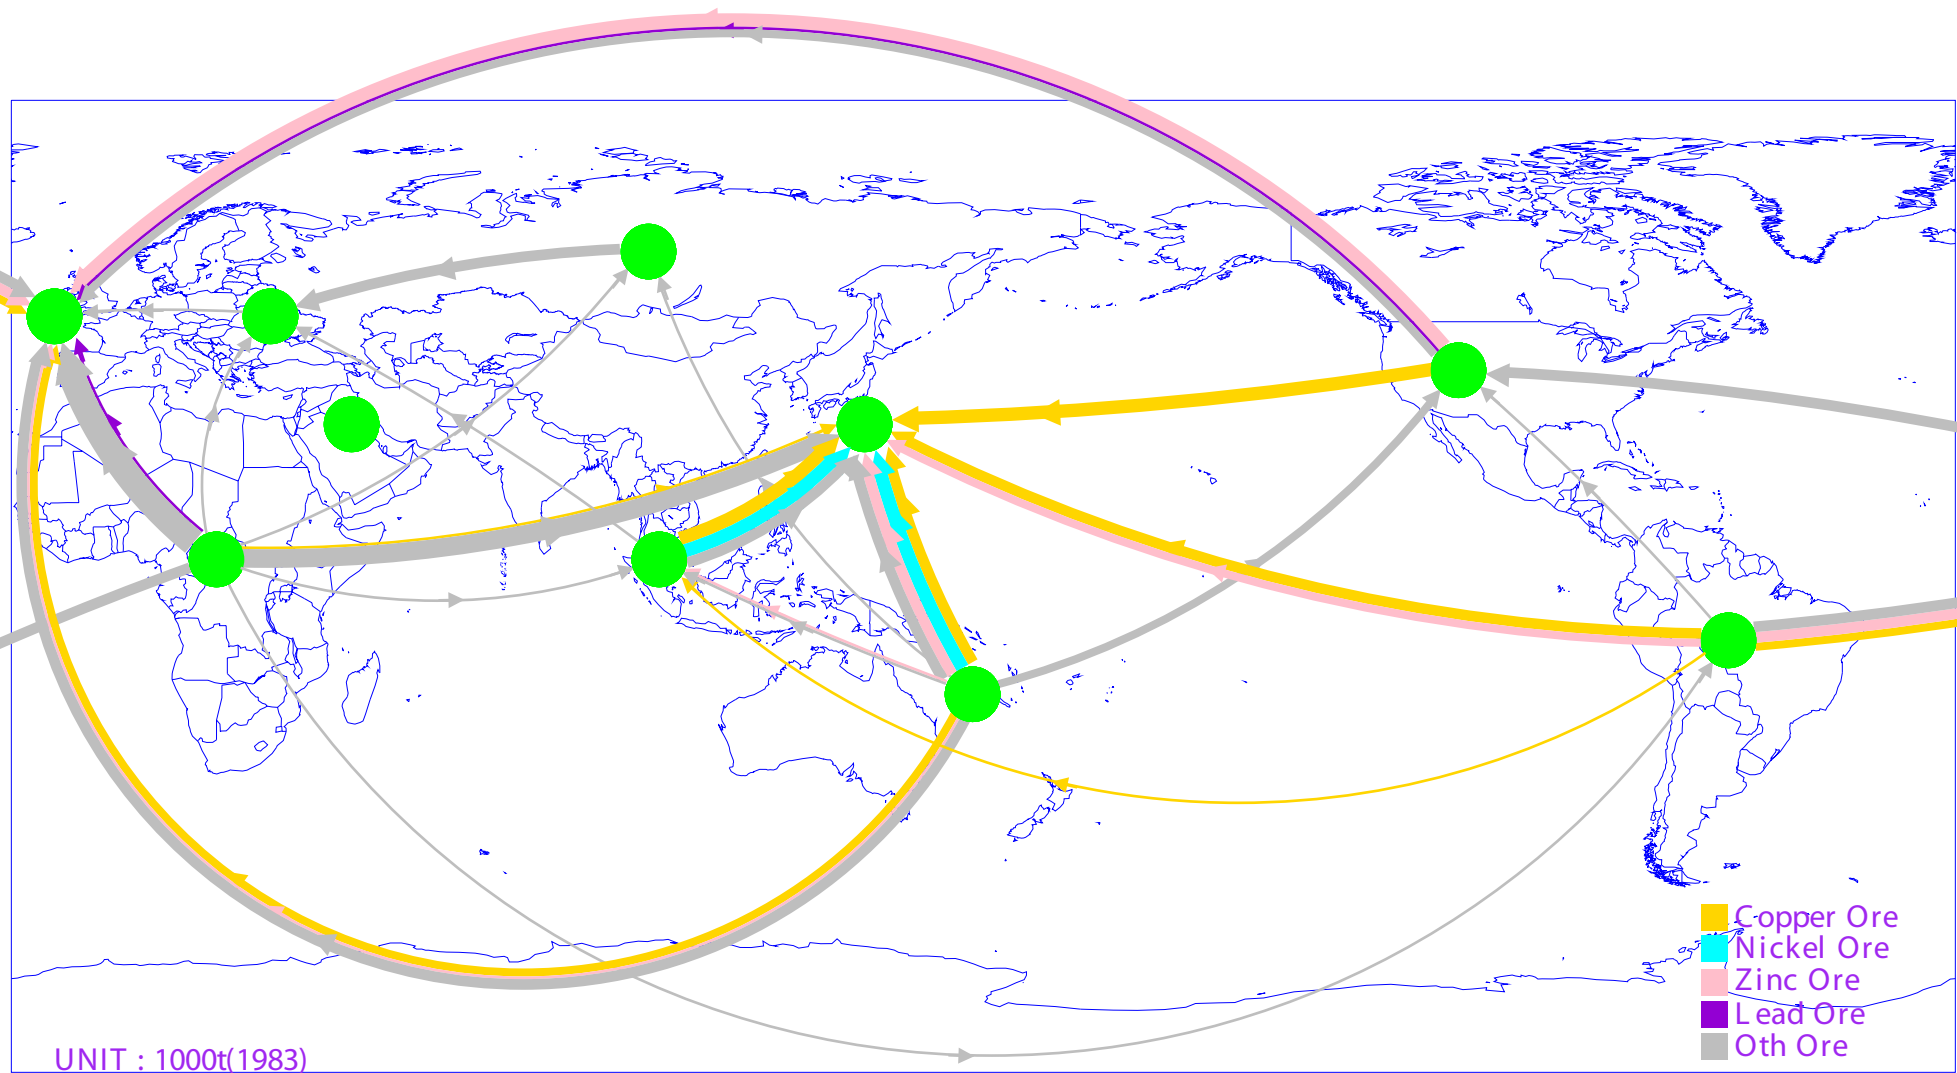 Copper Ore
Nickel Ore
Zinc Ore
Lead Ore
Oth Ore
UNIT : 1000t(1983)